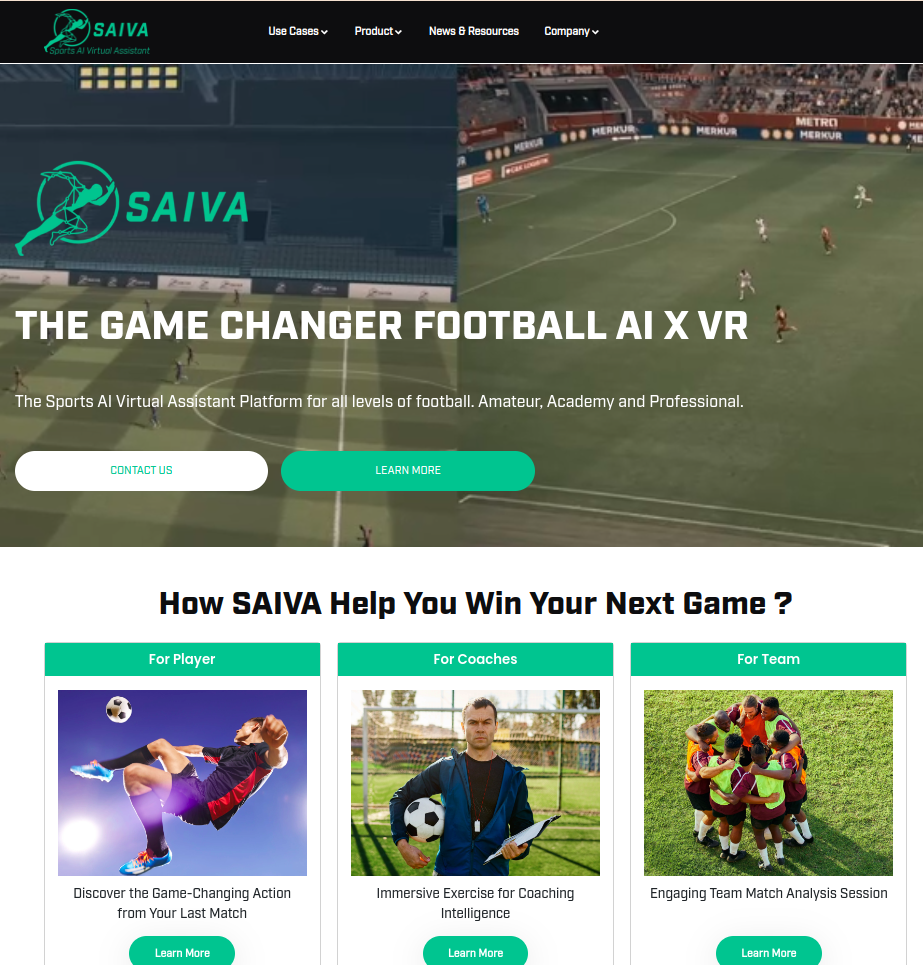 SAIVA
Sports AI Virtual Assistant
Use Cases
Product
News & Resources
Company
METRO
MERKUR
MERKUR
MERKUR
SAIVA
THE GAME CHANGER FOOTBALL AI X VR
The Sports AI Virtual Assistant Platform for all levels of football. Amateur, Academy and Professional.
CONTACT US
LEARN MORE
How SAIVA Help You Win Your Next Game ?
For Player
For Coaches
For Team
Discover the Game-Changing Action
from Your Last Match
Immersive Exercise for Coaching
Intelligence
Engaging Team Match Analysis Session
Learn More
Learn More
Learn More